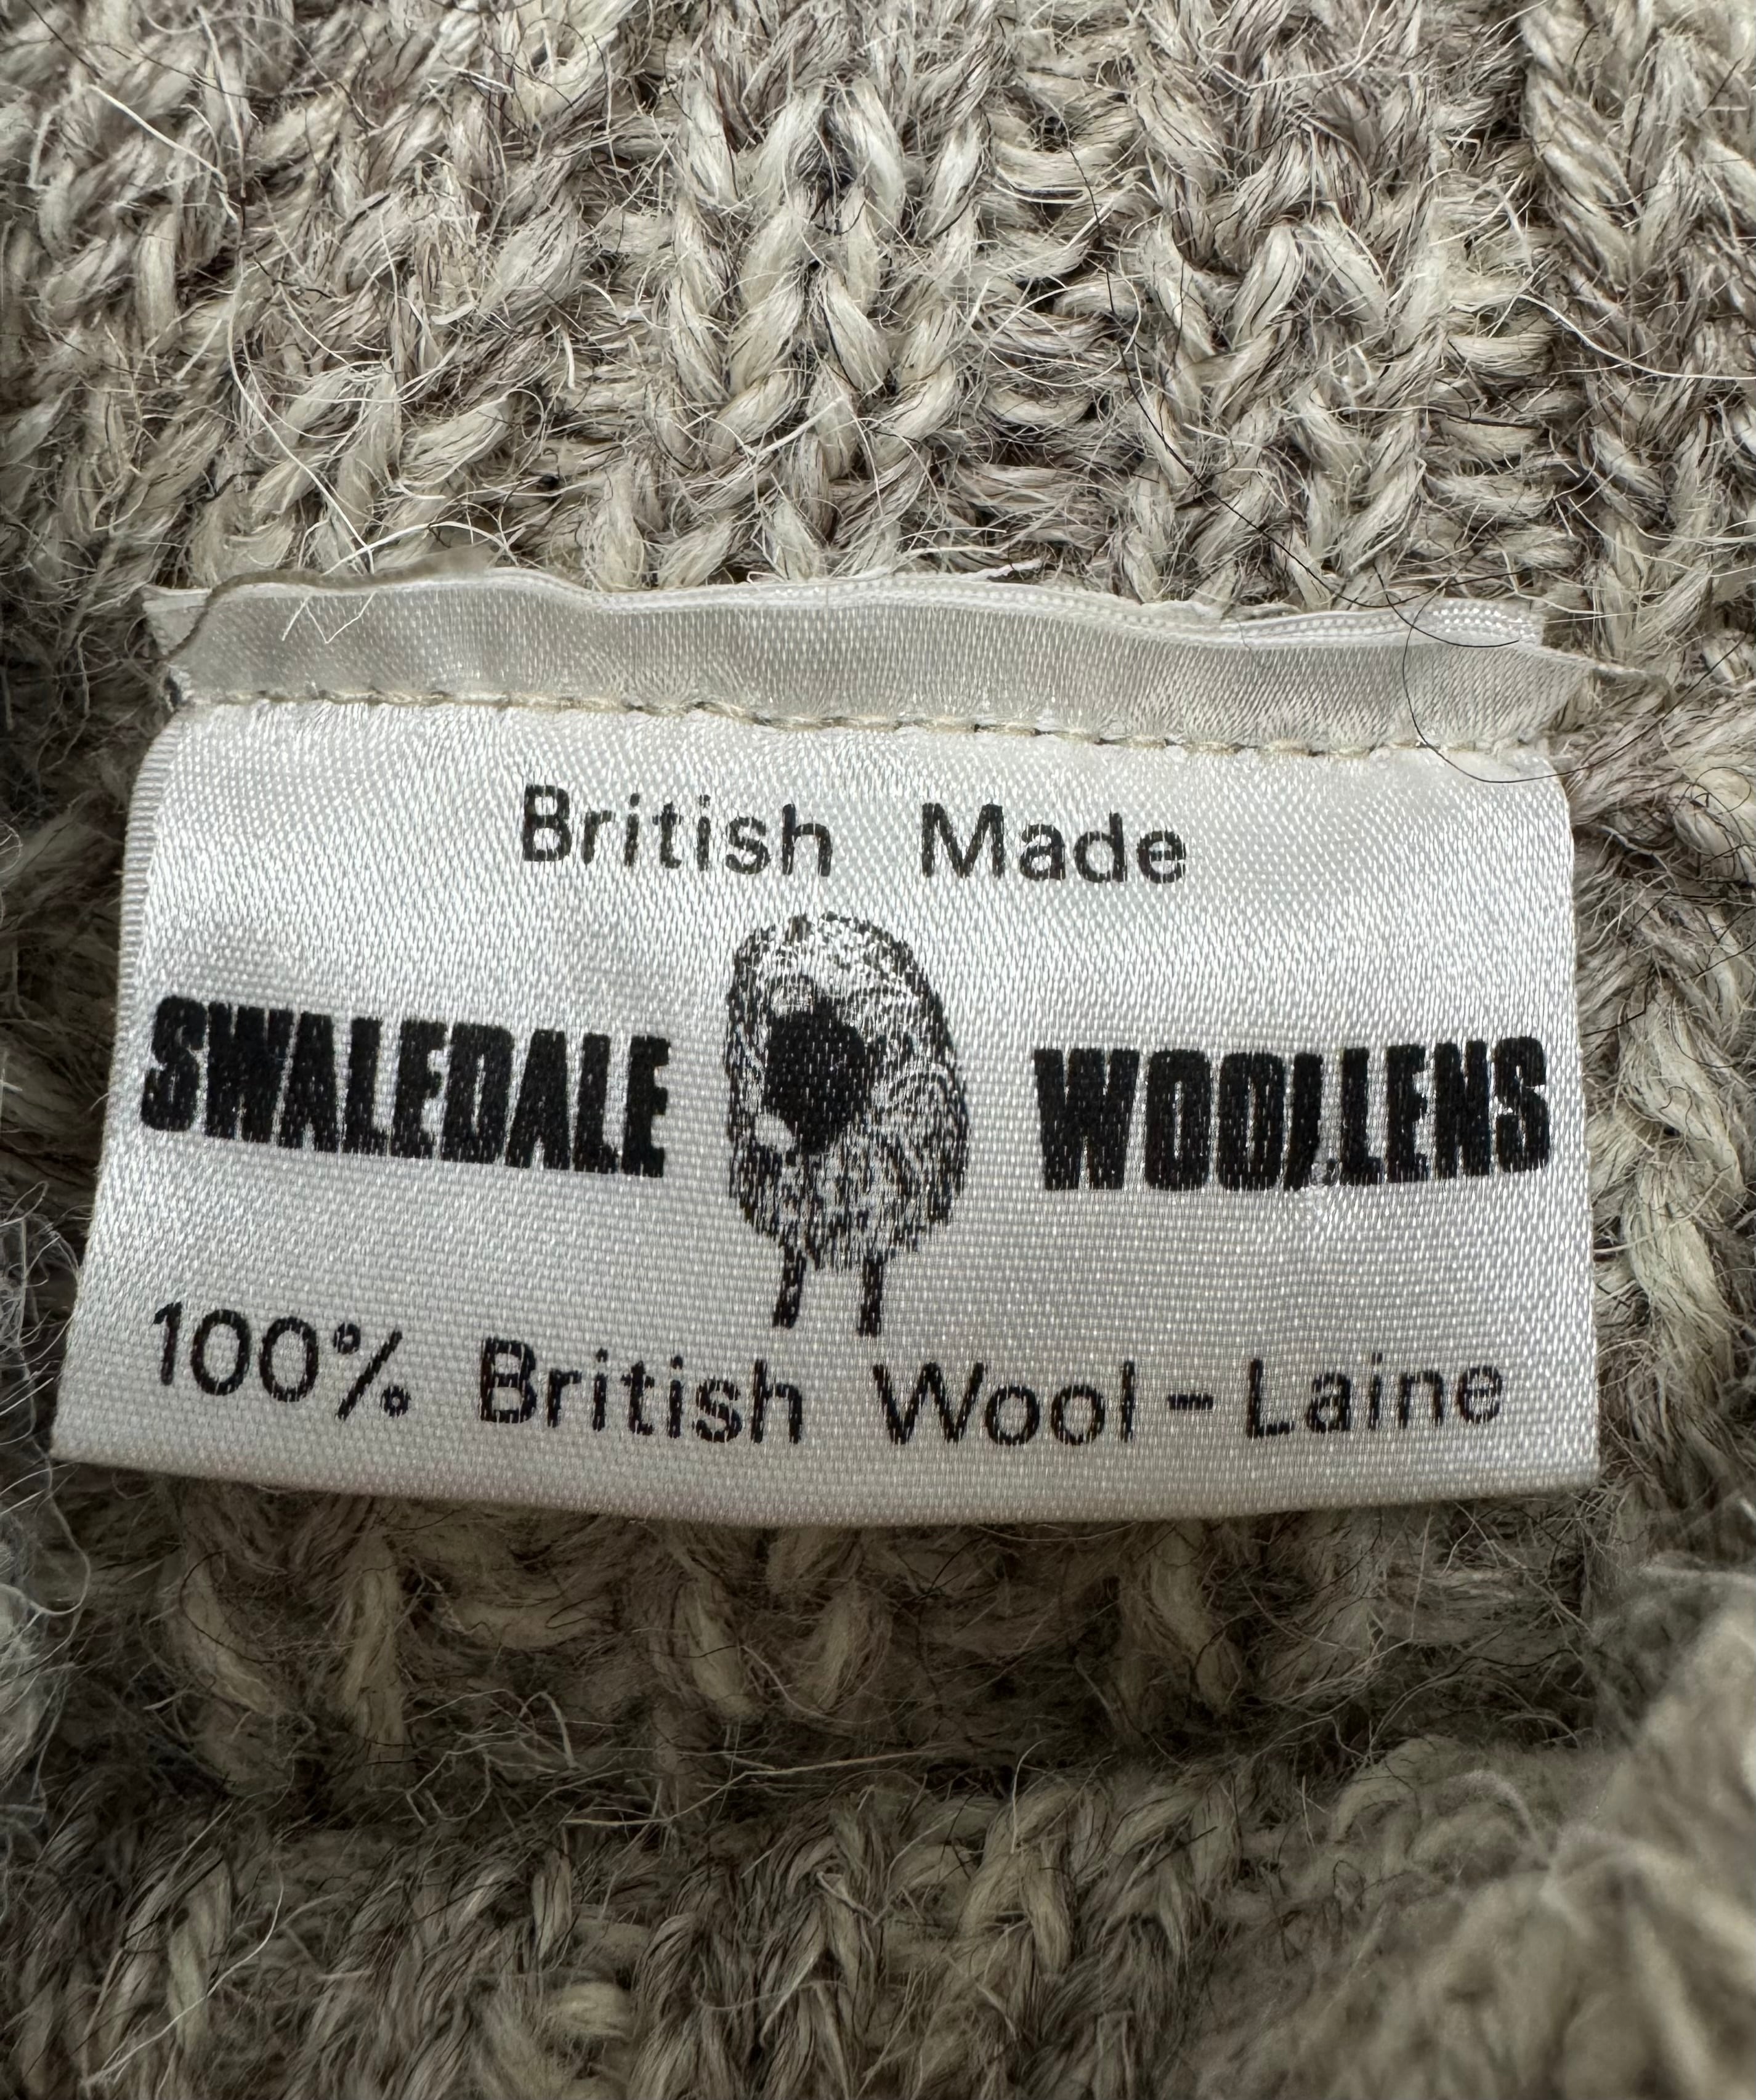 British Made
SWALEDALE WOOLLENS
100% British Wool - Laine